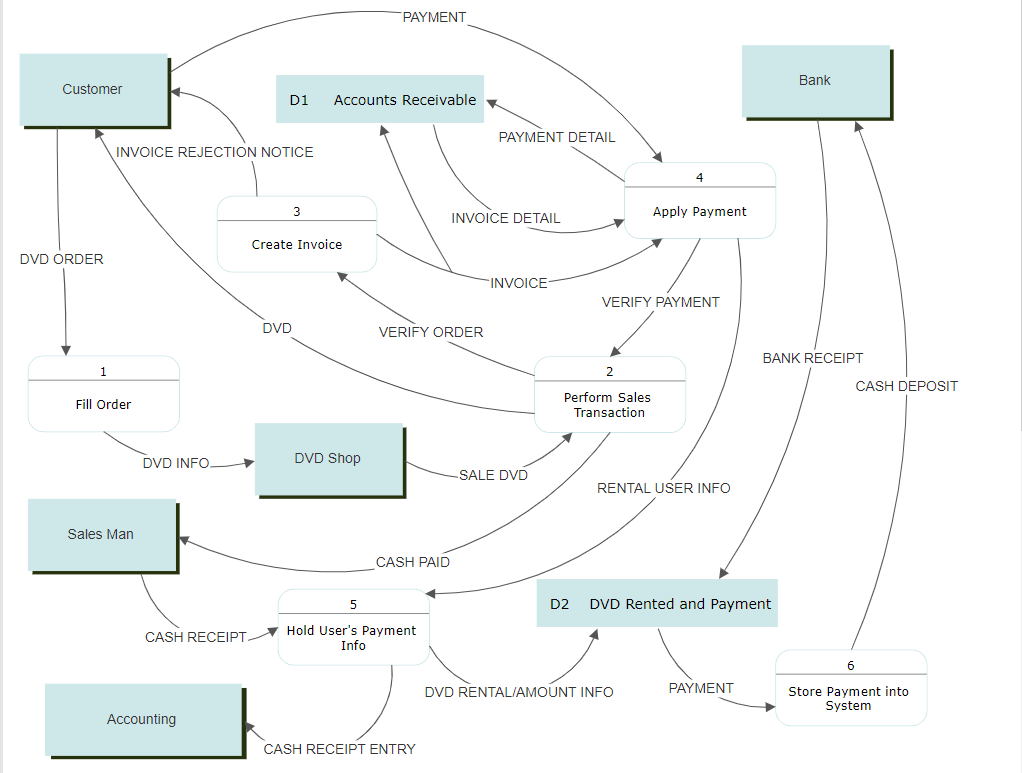 PAYMENT
Customer
Bank
D1 Accounts Receivable
PAYMENT DETAIL
INVOICE REJECTION NOTICE
4
Apply Payment
3
Create Invoice
INVOICE DETAIL
DVD ORDER
INVOICE
VERIFY PAYMENT
DVD
VERIFY ORDER
BANK RECEIPT
CASH DEPOSIT
1
Fill Order
2
Perform Sales
Transaction
DVD INFO
DVD Shop
SALE DVD
RENTAL USER INFO
Sales Man
CASH PAID
5
Hold User's Payment
Info
D2 DVD Rented and Payment
CASH RECEIPT
6
Store Payment into
System
DVD RENTAL/AMOUNT INFO
PAYMENT
Accounting
CASH RECEIPT ENTRY